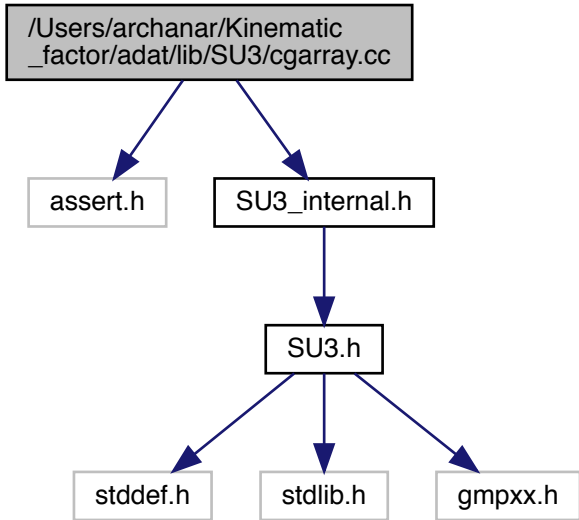 /Users/archanar/Kinematic
_factor/adat/lib/SU3/cgarray.cc
assert.h
SU3_internal.h
SU3.h
stddef.h
stdlib.h
gmpxx.h